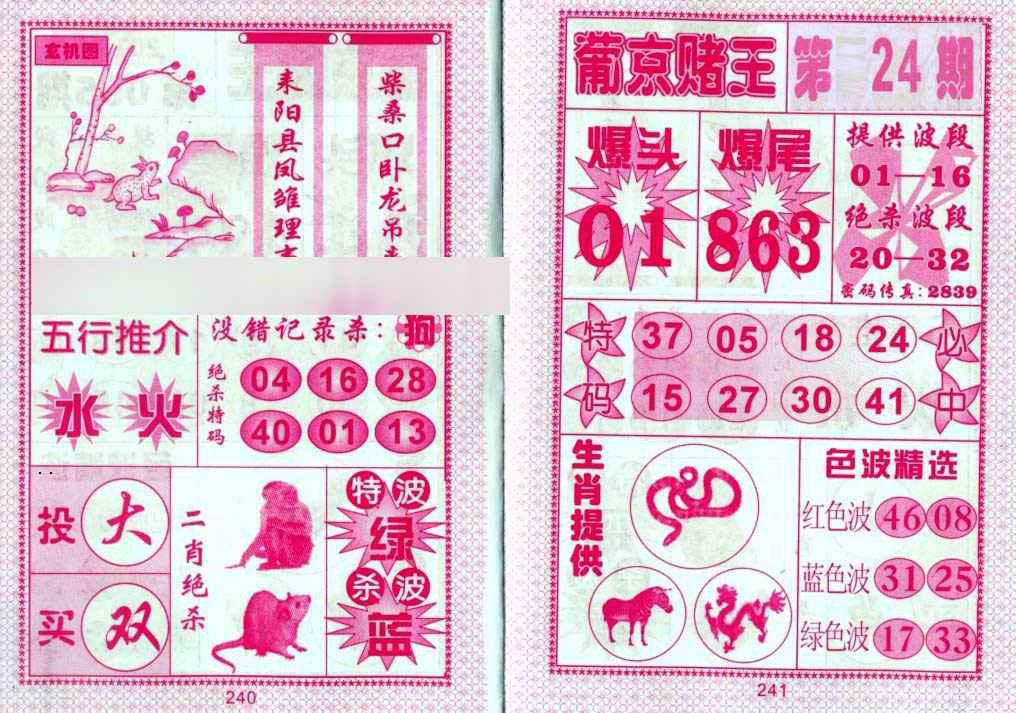 玄机图
柴桑口卧龙吊
耒阳县凤雏理
五行推介
水 火
没错记录杀：狗
绝杀特码
04 16 28
40 01 13
投 大
买 双
二肖绝杀
特波
绿
杀波
蓝
240
葡京赌王
第 24 期
爆头
01
爆尾
863
提供波段
01—16
绝杀波段
20—32
密码传真：2839
特码
37 05 18 24
15 27 30 41
必中
生肖提供
色波精选
红色波 46 08
蓝色波 31 25
绿色波 17 33
241